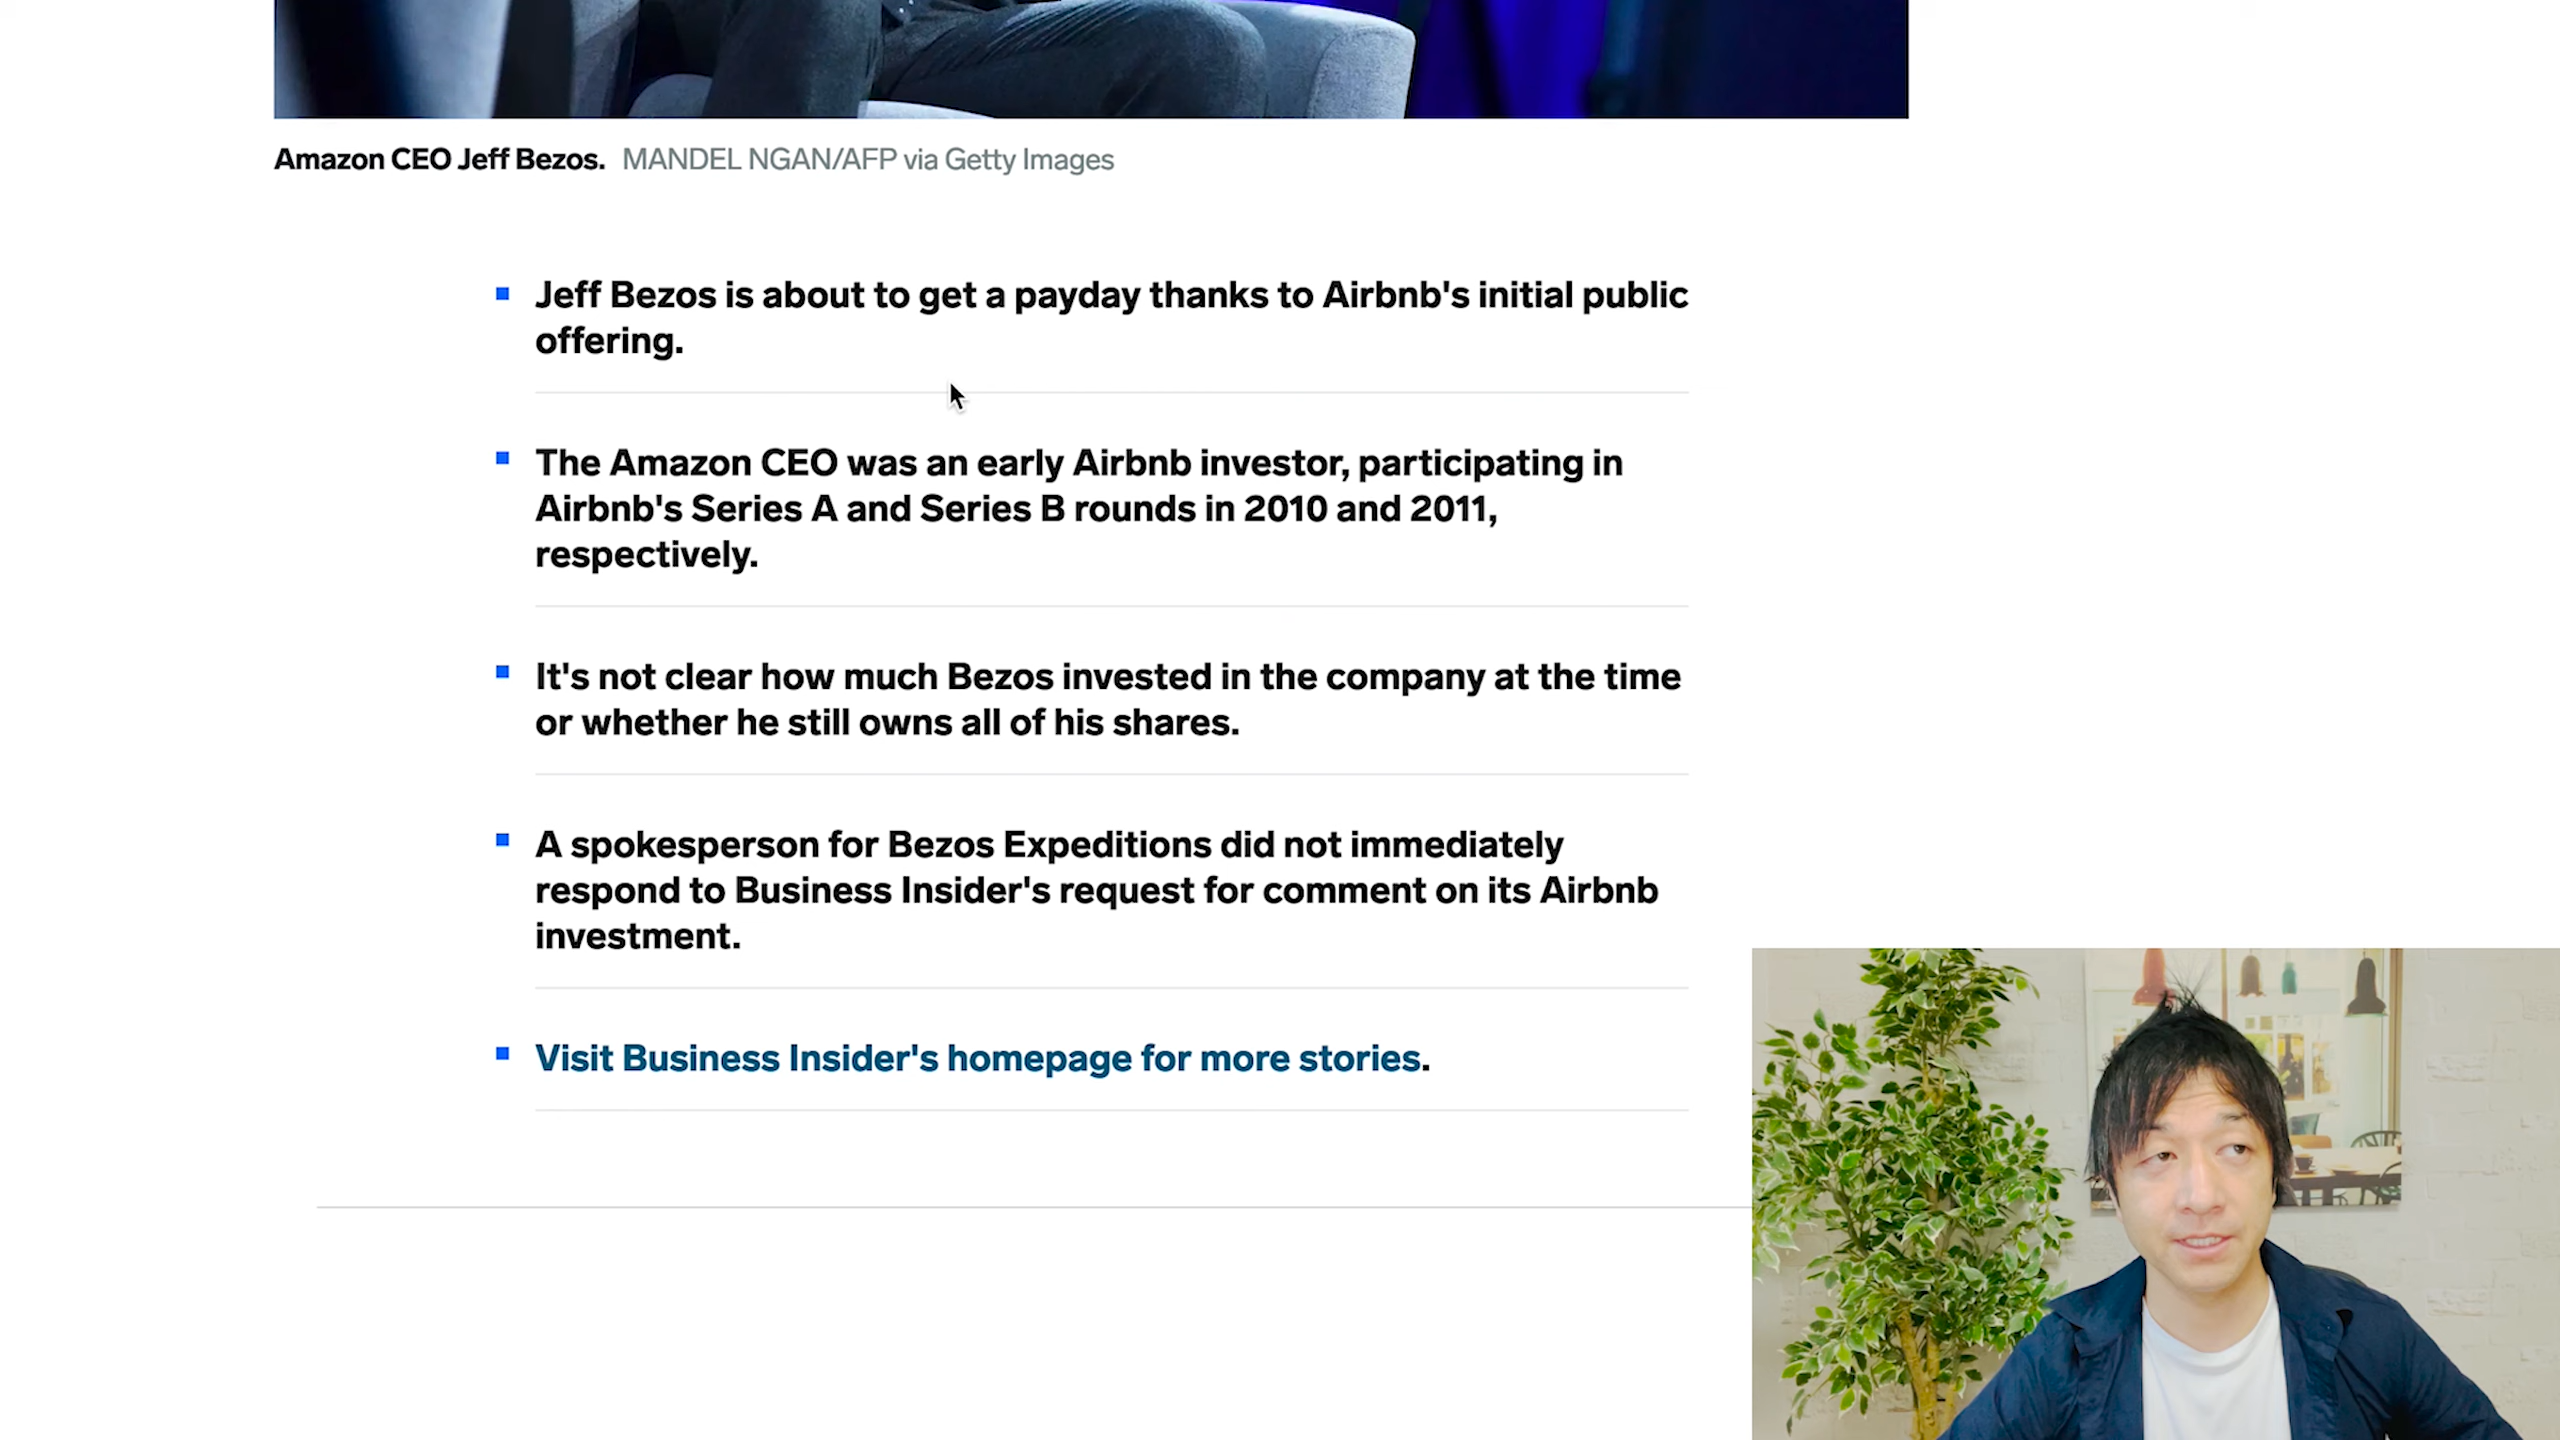 Amazon CEO Jeff Bezos. MANDEL NGAN/AFP via Getty Images
Jeff Bezos is about to get a payday thanks to Airbnb's initial public
offering.
The Amazon CEO was an early Airbnb investor, participating in
Airbnb's Series A and Series B rounds in 2010 and 2011,
respectively.
It's not clear how much Bezos invested in the company at the time
or whether he still owns all of his shares.
A spokesperson for Bezos Expeditions did not immediately
respond to Business Insider's request for comment on its Airbnb
investment.
Visit Business Insider's homepage for more stories.